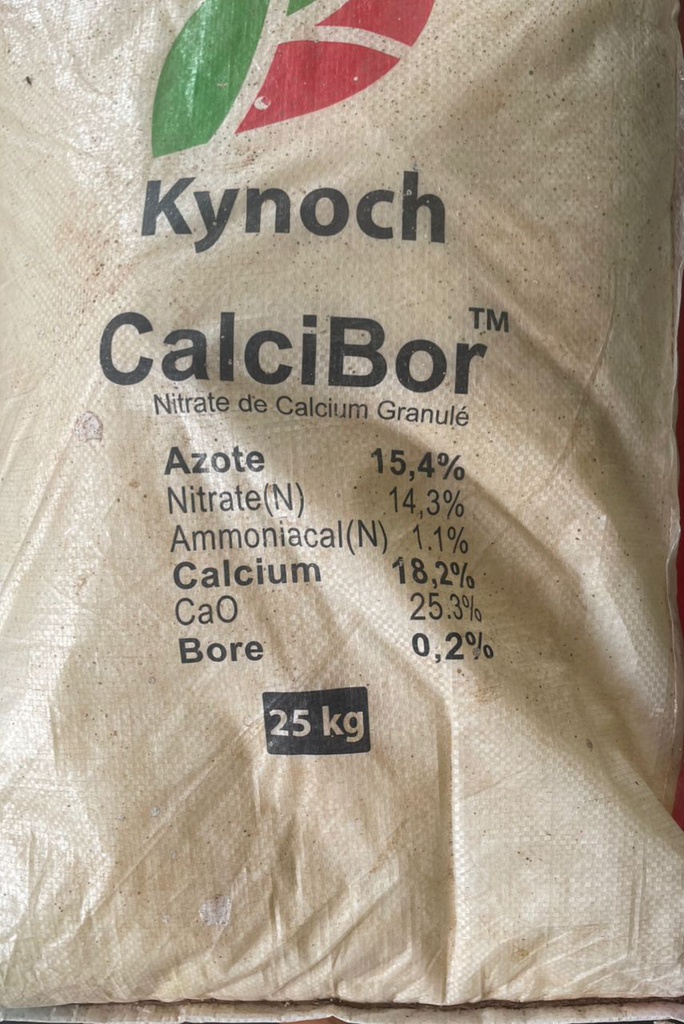 Kynoch
CalciBor™
Nitrate de Calcium Granulé
Azote 15,4%
Nitrate(N) 14,3%
Ammoniacal(N) 1.1%
Calcium 18,2%
CaO 25.3%
Bore 0,2%
25 kg